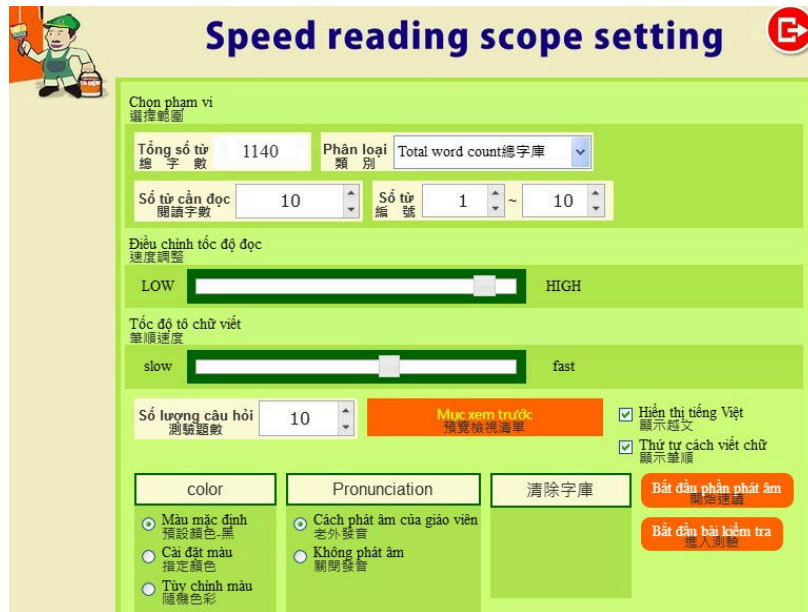 Speed reading scope setting
Chọn phạm vi
選擇範圍
Tổng số từ
總字數
1140
Phân loại
類別
Total word count總字庫
Số từ cần đọc
閱讀字數
10
Số từ
編號
1 ~ 10
Điều chỉnh tốc độ đọc
速度調整
LOW HIGH
Tốc độ tô chữ viết
筆順速度
slow fast
Số lượng câu hỏi
測驗題數
10
Mục xem trước
預覽檢視清單
Hiển thị tiếng Việt
顯示越文
Thứ tự cách viết chữ
顯示筆順
color
Màu mặc định
預設顏色-黑
Cài đặt màu
指定顏色
Tùy chỉnh màu
隨機色彩
Pronunciation
Cách phát âm của giáo viên
老外發音
Không phát âm
關閉發音
清除字庫
Bắt đầu phần phát âm
開始速讀
Bắt đầu bài kiểm tra
進入測驗